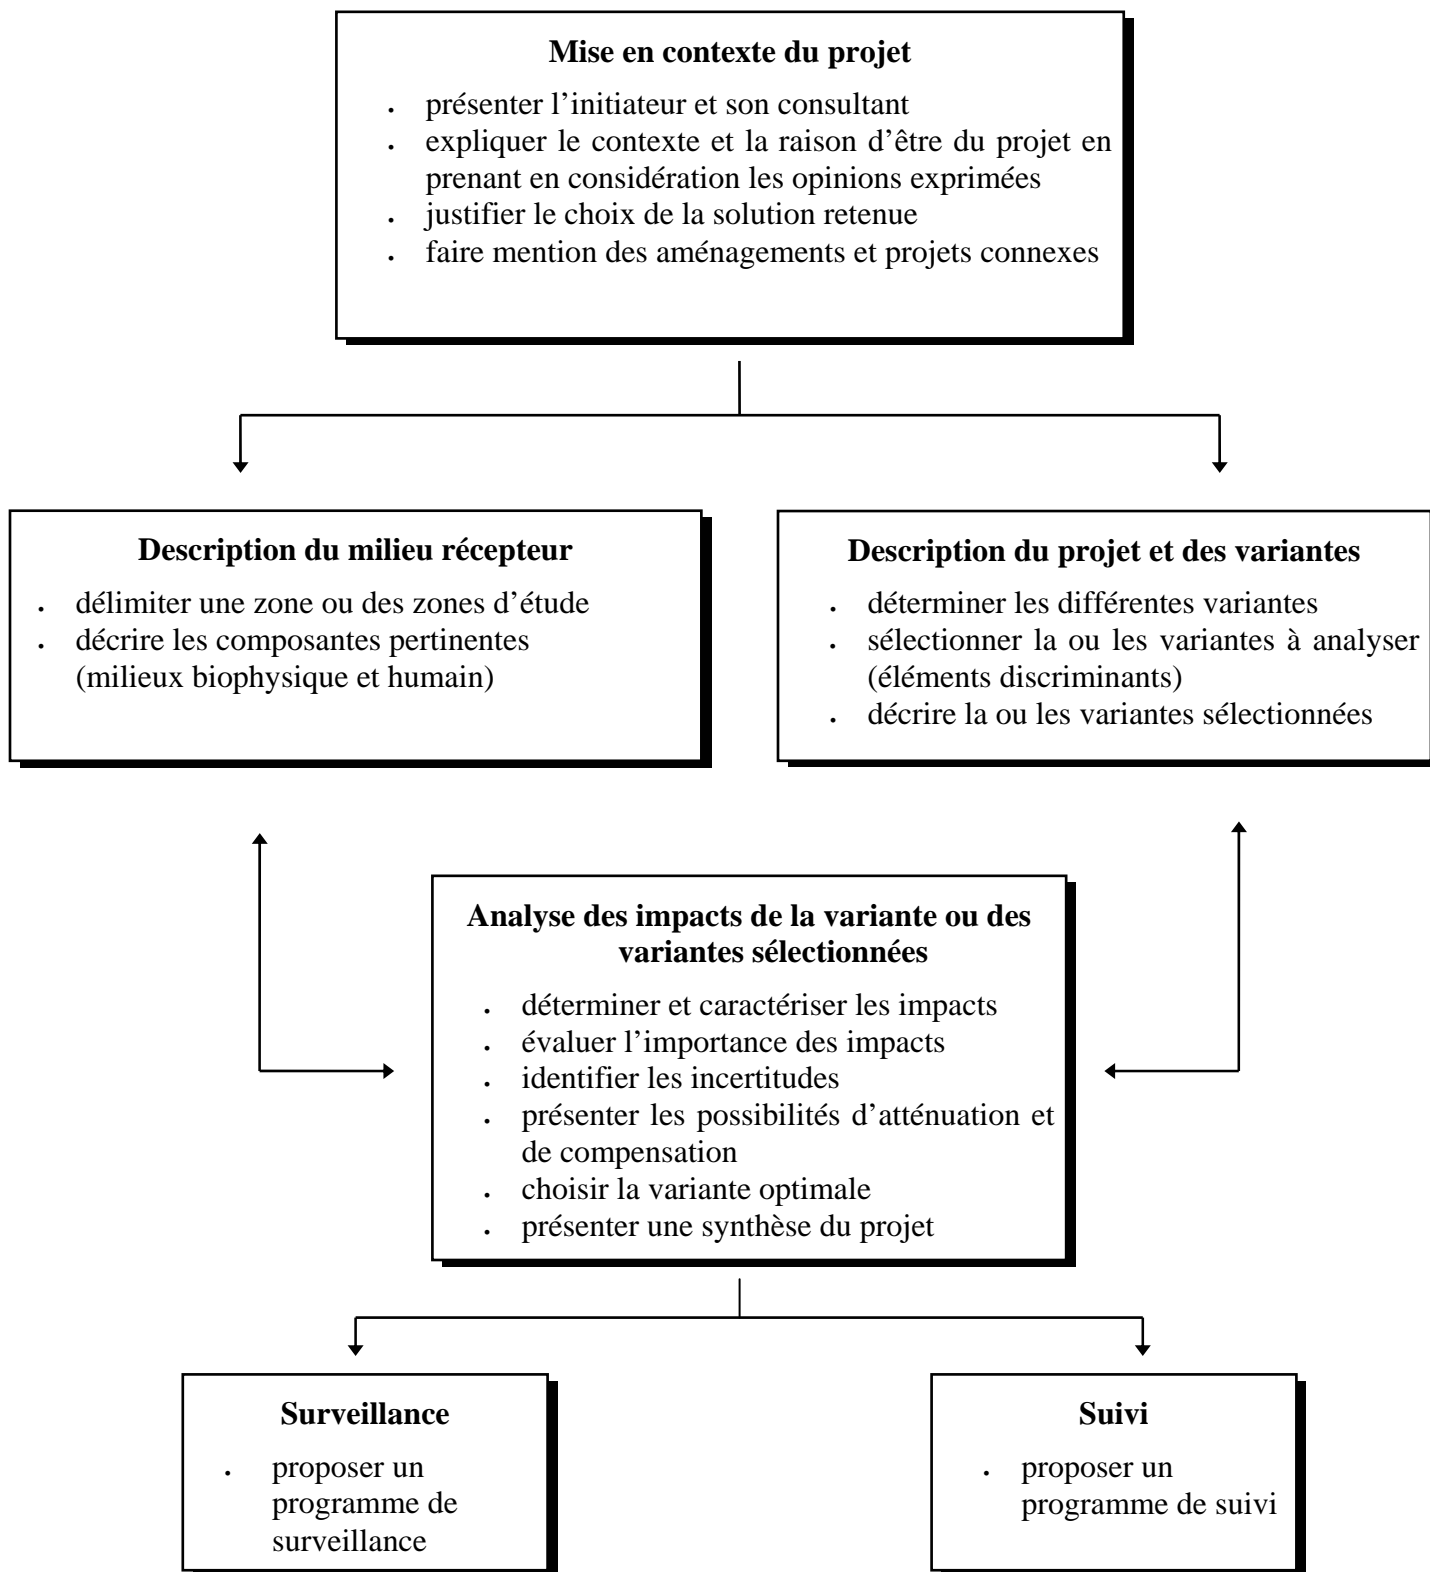 Mise en contexte du projet
. présenter l’initiateur et son consultant
. expliquer le contexte et la raison d’être du projet en
prenant en considération les opinions exprimées
. justifier le choix de la solution retenue
. faire mention des aménagements et projets connexes
Description du milieu récepteur
. délimiter une zone ou des zones d’étude
. décrire les composantes pertinentes
(milieux biophysique et humain)
Description du projet et des variantes
. déterminer les différentes variantes
. sélectionner la ou les variantes à analyser
(éléments discriminants)
. décrire la ou les variantes sélectionnées
Analyse des impacts de la variante ou des
variantes sélectionnées
. déterminer et caractériser les impacts
. évaluer l’importance des impacts
. identifier les incertitudes
. présenter les possibilités d’atténuation et
de compensation
. choisir la variante optimale
. présenter une synthèse du projet
Surveillance
. proposer un
programme de
surveillance
Suivi
. proposer un
programme de suivi